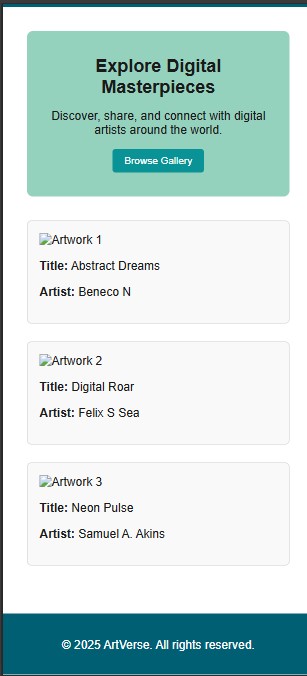 Explore Digital
Masterpieces
Discover, share, and connect with digital
artists around the world.
Browse Gallery
Artwork 1
Title: Abstract Dreams
Artist: Beneco N
Artwork 2
Title: Digital Roar
Artist: Felix S Sea
Artwork 3
Title: Neon Pulse
Artist: Samuel A. Akins
© 2025 ArtVerse. All rights reserved.